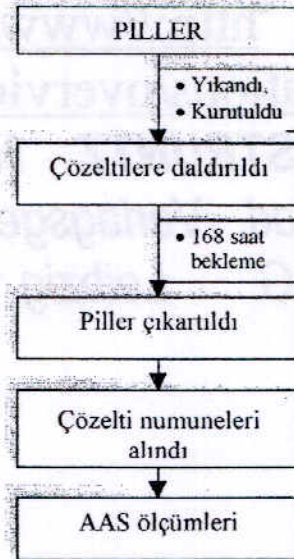 PILLER
• Yıkandı,
• Kurutuldu
Çözeltilere daldırıldı
• 168 saat
bekleme
Piller çıkartıldı
Çözelti numuneleri
alındı
AAS ölçümleri